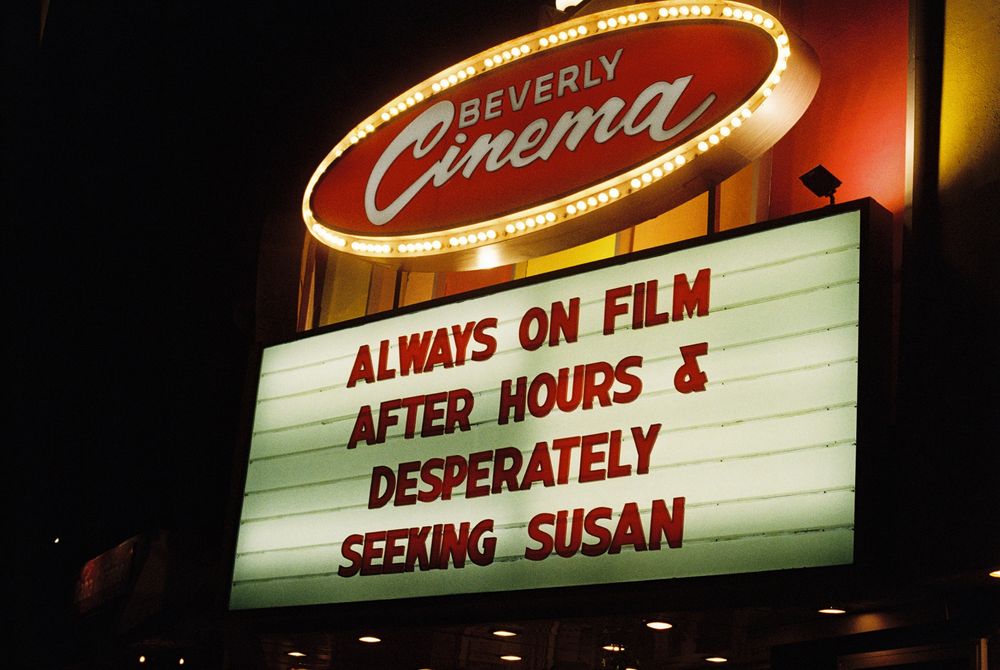 BEVERLY
Cinema
ALWAYS ON FILM
AFTER HOURS &
DESPERATELY
SEEKING SUSAN